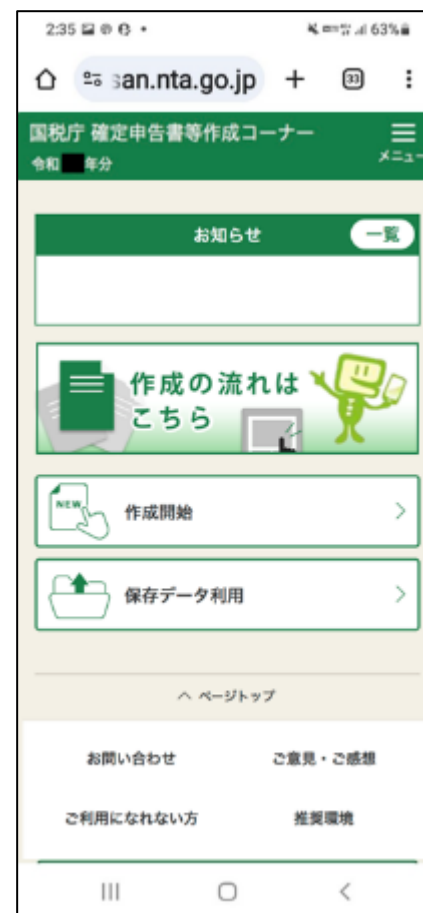 2:35
63%
san.nta.go.jp
33
国税庁 確定申告書等作成コーナー
令和 年分
メニュー
お知らせ
一覧
作成の流れは
こちら
NEW
作成開始
保存データ利用
ページトップ
お問い合わせ
ご意見・ご感想
ご利用になれない方
推奨環境